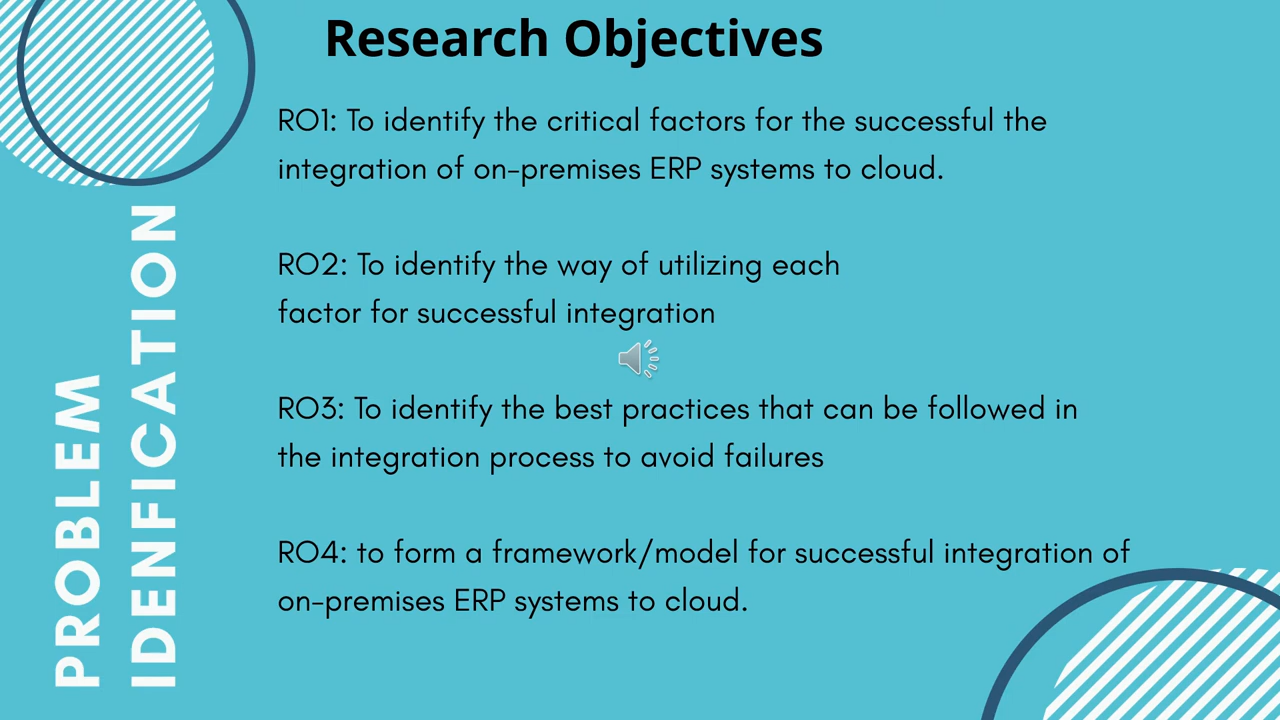 Research Objectives
RO1: To identify the critical factors for the successful the
integration of on-premises ERP systems to cloud.
RO2: To identify the way of utilizing each
factor for successful integration
RO3: To identify the best practices that can be followed in
the integration process to avoid failures
RO4: to form a framework/model for successful integration of
on-premises ERP systems to cloud.
PROBLEM
IDENFICATION